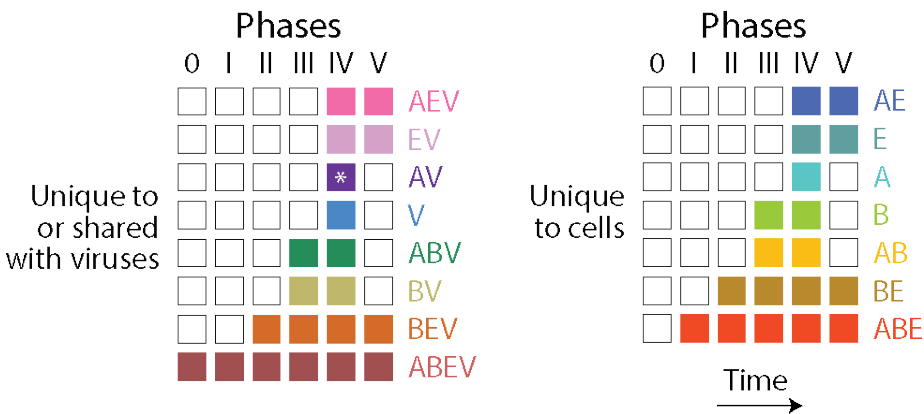 Phases
0 I II III IV V
AEV
EV
*
AV
V
ABV
BV
BEV
ABEV
Unique to
or shared
with viruses
Phases
0 I II III IV V
AE
E
A
B
AB
BE
ABE
Unique
to cells
Time